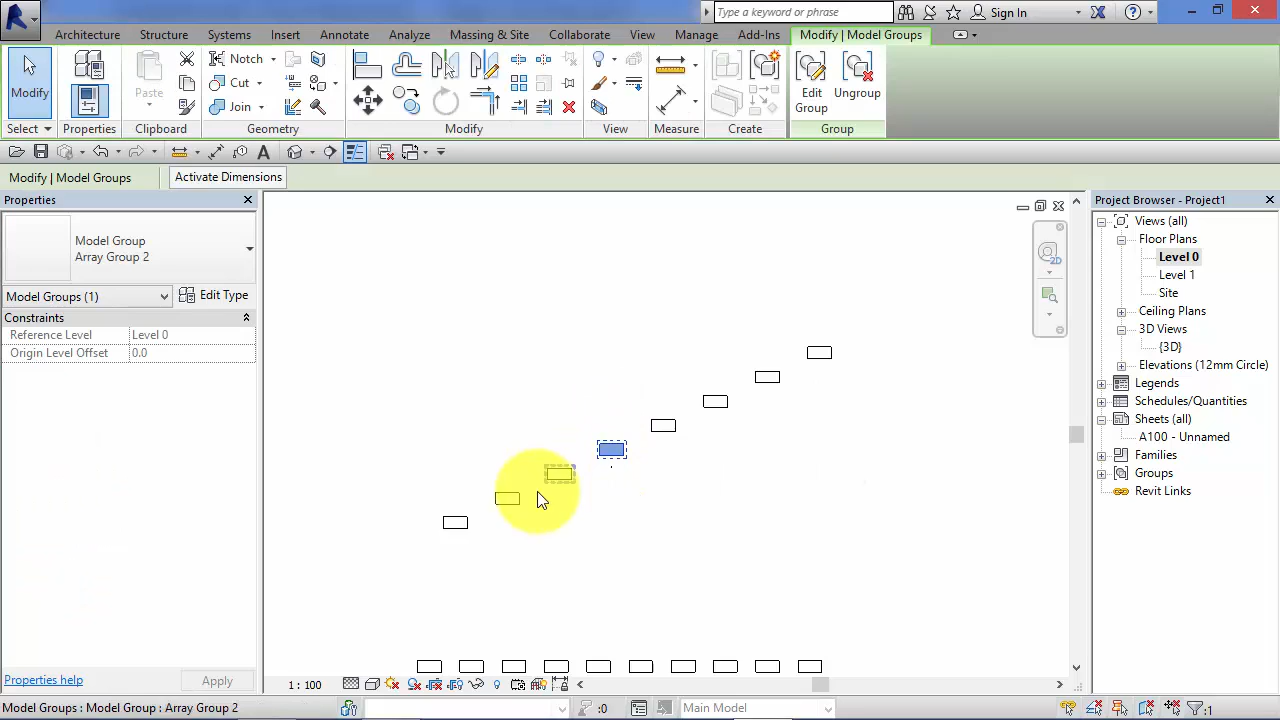 Type a keyword or phrase
Sign In
Architecture Structure Systems Insert Annotate Analyze Massing & Site Collaborate View Manage Add-Ins Modify | Model Groups
Modify
Paste
Notch
Cut
Join
Edit
Group
Ungroup
Select Properties Clipboard Geometry Modify View Measure Create Group
Modify | Model Groups
Activate Dimensions
Properties
Model Group
Array Group 2
Model Groups (1)
Edit Type
Constraints
Reference Level
Level 0
Origin Level Offset
0.0
Properties help
Apply
2D
Project Browser - Project1
Views (all)
Floor Plans
Level 0
Level 1
Site
Ceiling Plans
3D Views
{3D}
Elevations (12mm Circle)
Legends
Schedules/Quantities
Sheets (all)
A100 - Unnamed
Families
Groups
Revit Links
1 : 100
Model Groups : Model Group : Array Group 2
:0
Main Model
:1